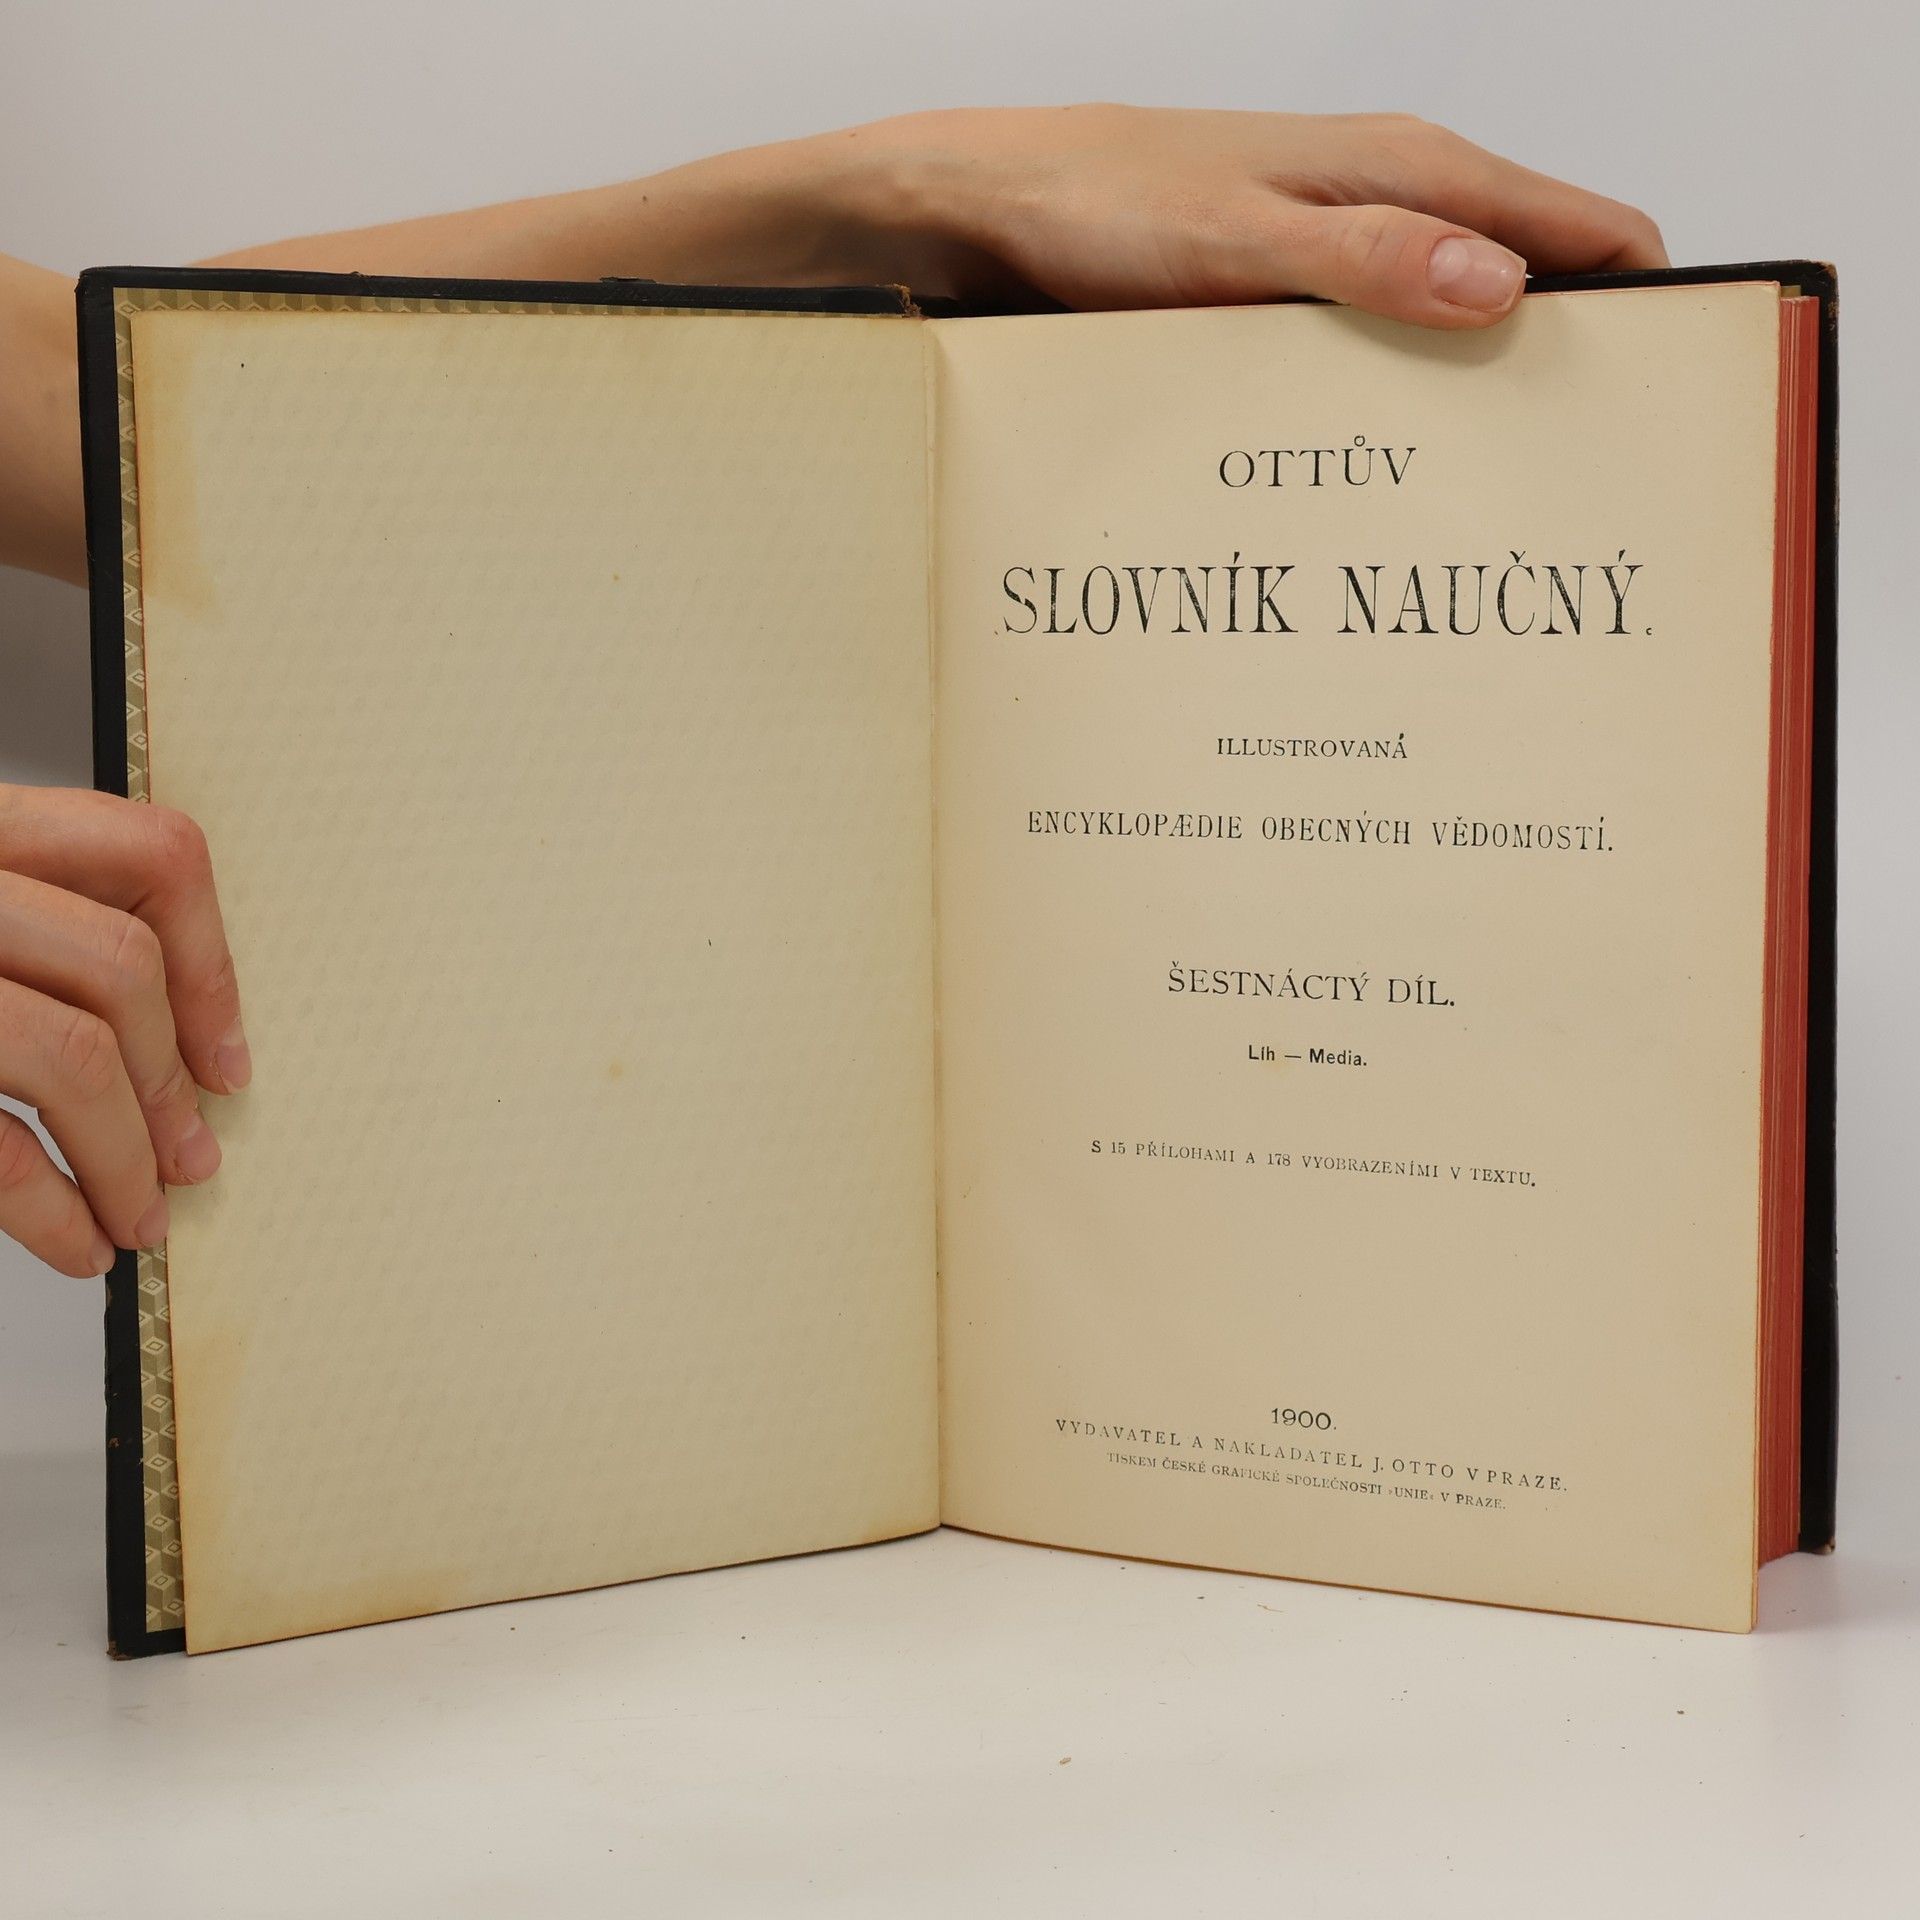 OTTŮV
SLOVNÍK NAUČNÝ.
ILLUSTROVANÁ
ENCYKLOPÆDIE OBECNÝCH VĚDOMOSTÍ.
ŠESTNÁCTÝ DÍL.
Líh — Media.
S 15 PŘÍLOHAMI A 178 VYOBRAZENÍMI V TEXTU.
1900.
VYDAVATEL A NAKLADATEL J. OTTO V PRAZE.
TISKEM ČESKÉ GRAFICKÉ SPOLEČNOSTI »UNIE« V PRAZE.